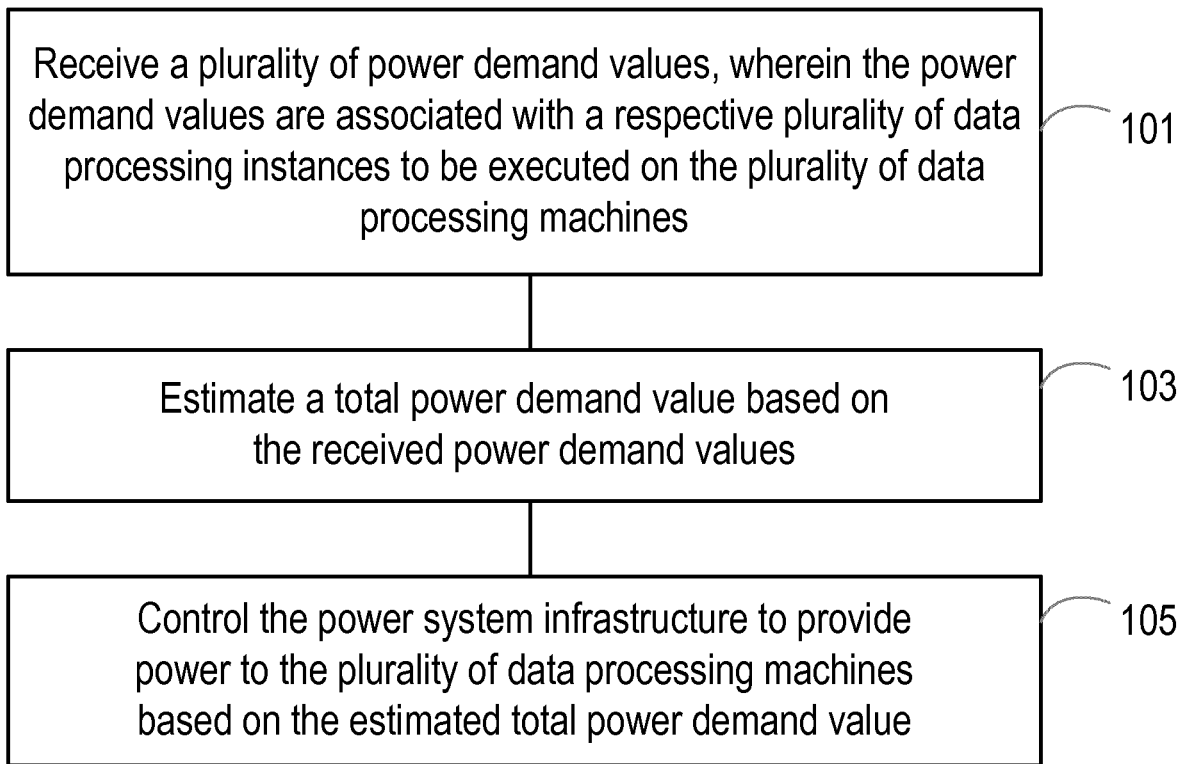 Receive a plurality of power demand values, wherein the power
demand values are associated with a respective plurality of data
processing instances to be executed on the plurality of data
processing machines
101
Estimate a total power demand value based on
the received power demand values
103
Control the power system infrastructure to provide
power to the plurality of data processing machines
based on the estimated total power demand value
105